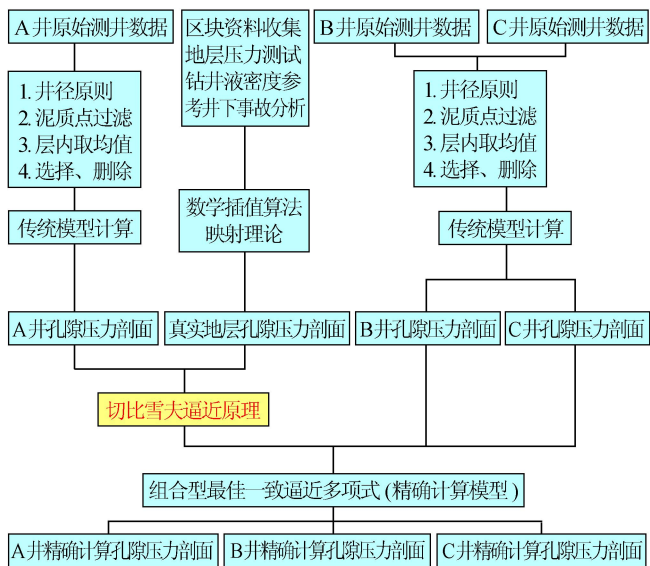 A井原始测井数据
区块资料收集
地层压力测试
钻井液密度参
考井下事故分析
B井原始测井数据
C井原始测井数据
1. 井径原则
2. 泥质点过滤
3. 层内取均值
4. 选择、删除
1. 井径原则
2. 泥质点过滤
3. 层内取均值
4. 选择、删除
数学插值算法
映射理论
传统模型计算
传统模型计算
A井孔隙压力剖面
真实地层孔隙压力剖面
B井孔隙压力剖面
C井孔隙压力剖面
切比雪夫逼近原理
组合型最佳一致逼近多项式(精确计算模型)
A井精确计算孔隙压力剖面
B井精确计算孔隙压力剖面
C井精确计算孔隙压力剖面